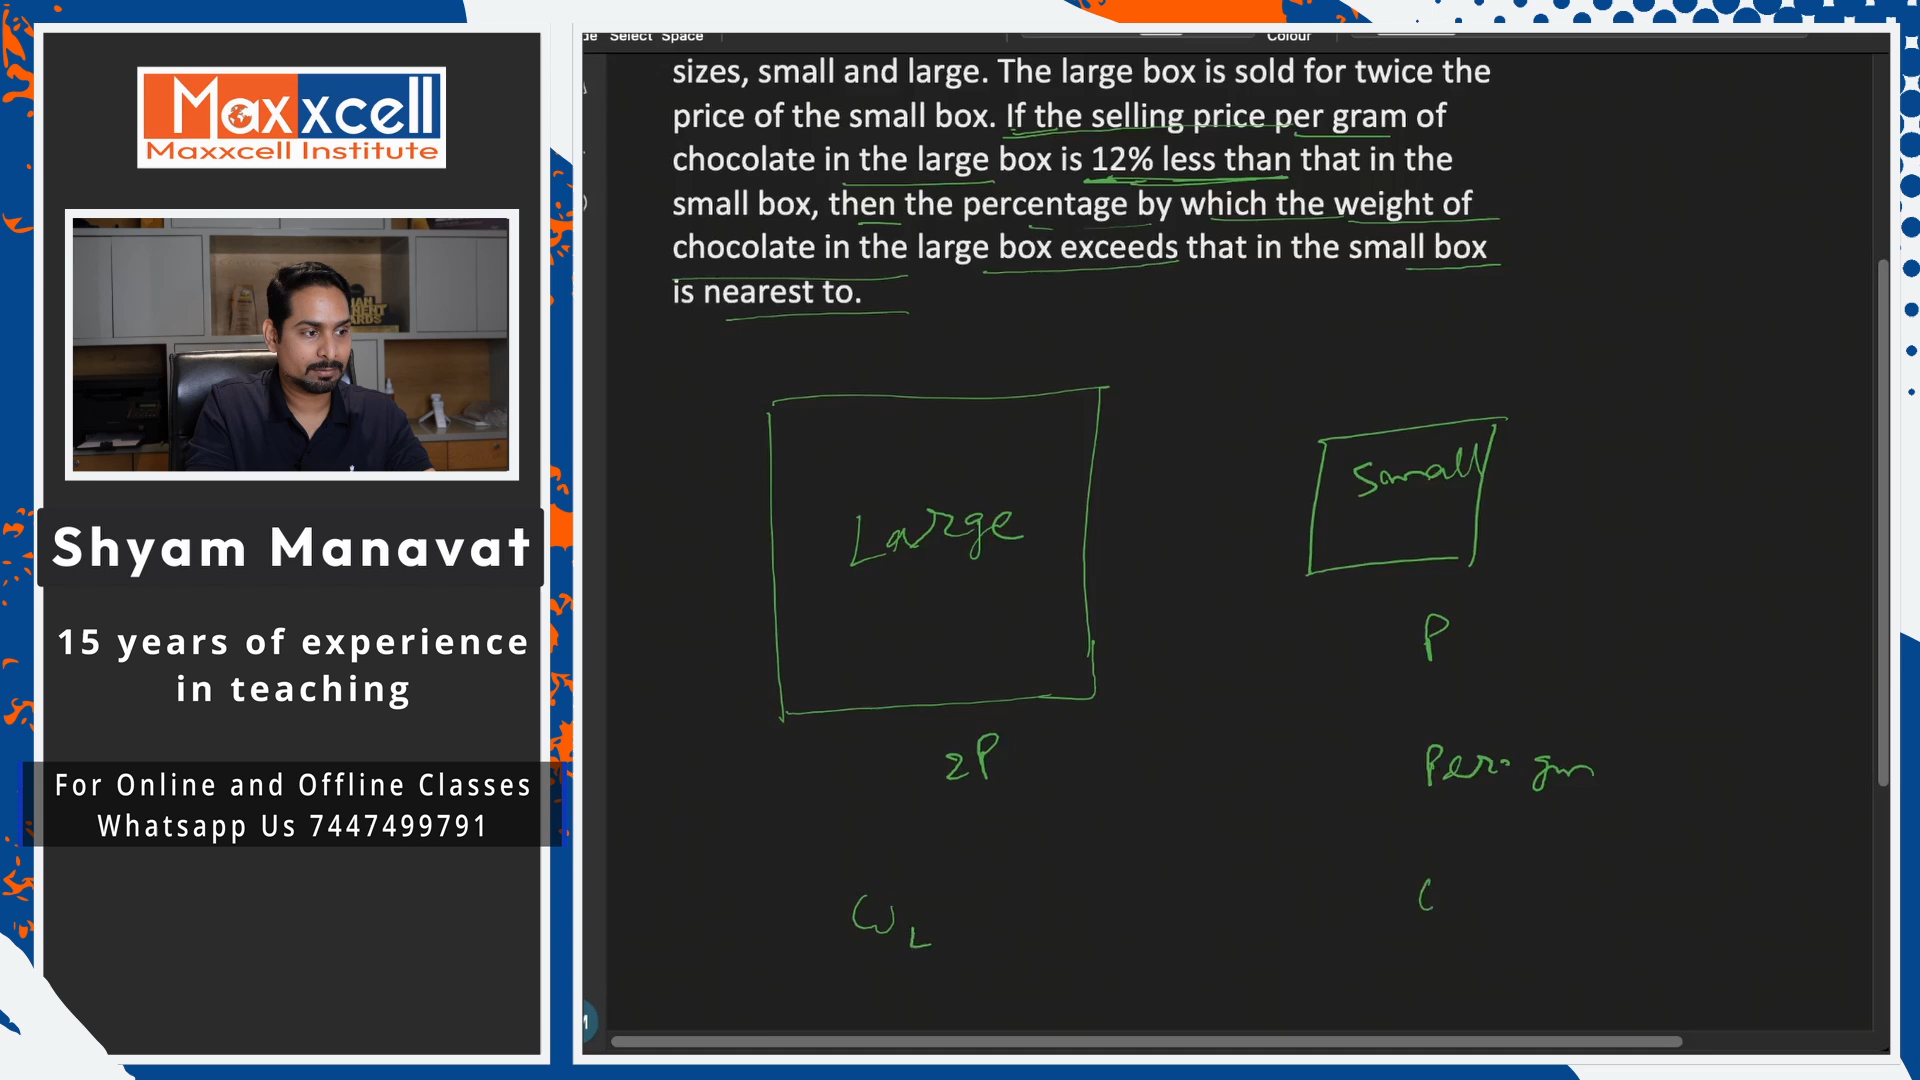 Maxxcell
Maxxcell Institute
Shyam Manavat
15 years of experience
in teaching
For Online and Offline Classes
Whatsapp Us 7447499791
Select Space
Colour
sizes, small and large. The large box is sold for twice the
price of the small box. If the selling price per gram of
chocolate in the large box is 12% less than that in the
small box, then the percentage by which the weight of
chocolate in the large box exceeds that in the small box
is nearest to.
Large
Small
P
2P
Per gm
W L